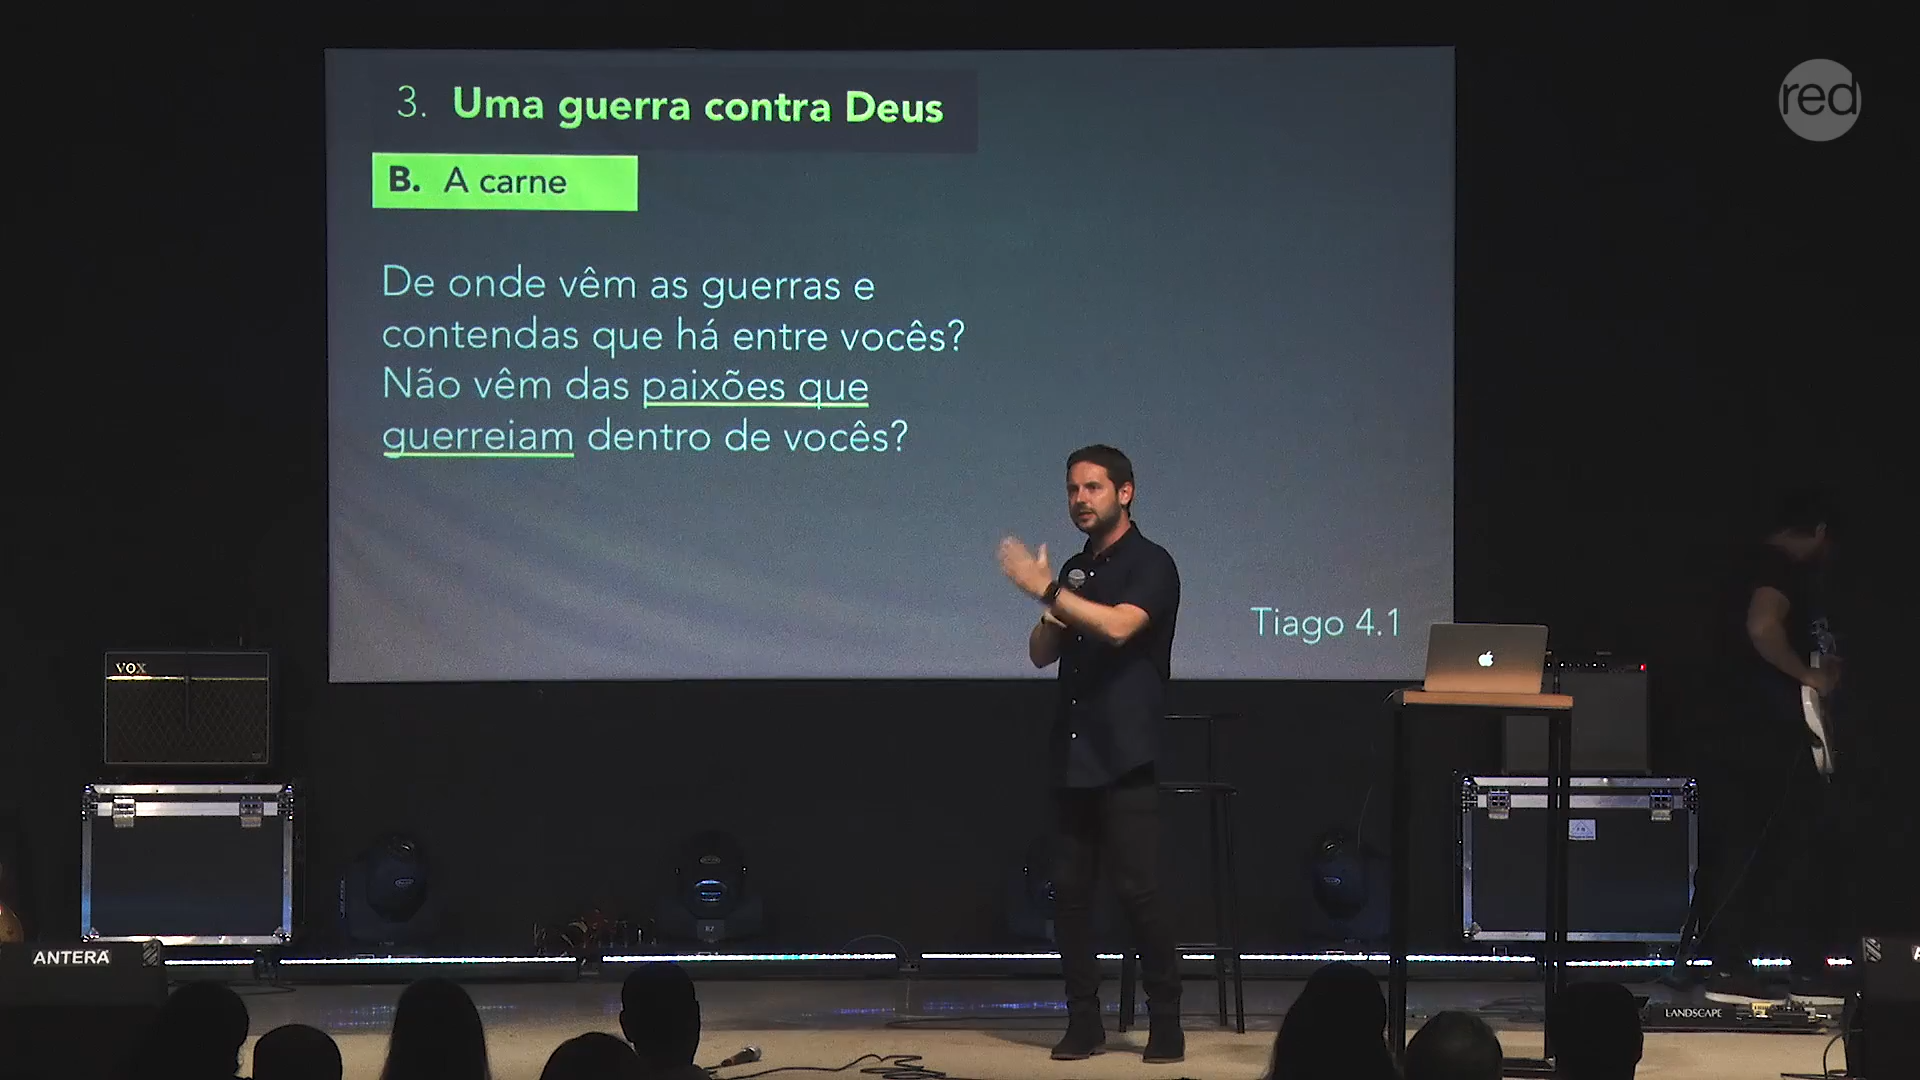 red
3. Uma guerra contra Deus
B. A carne
De onde vêm as guerras e
contendas que há entre vocês?
Não vêm das paixões que
guerreiam dentro de vocês?
Tiago 4.1
VOX
ANTERA
LANDSCAPE